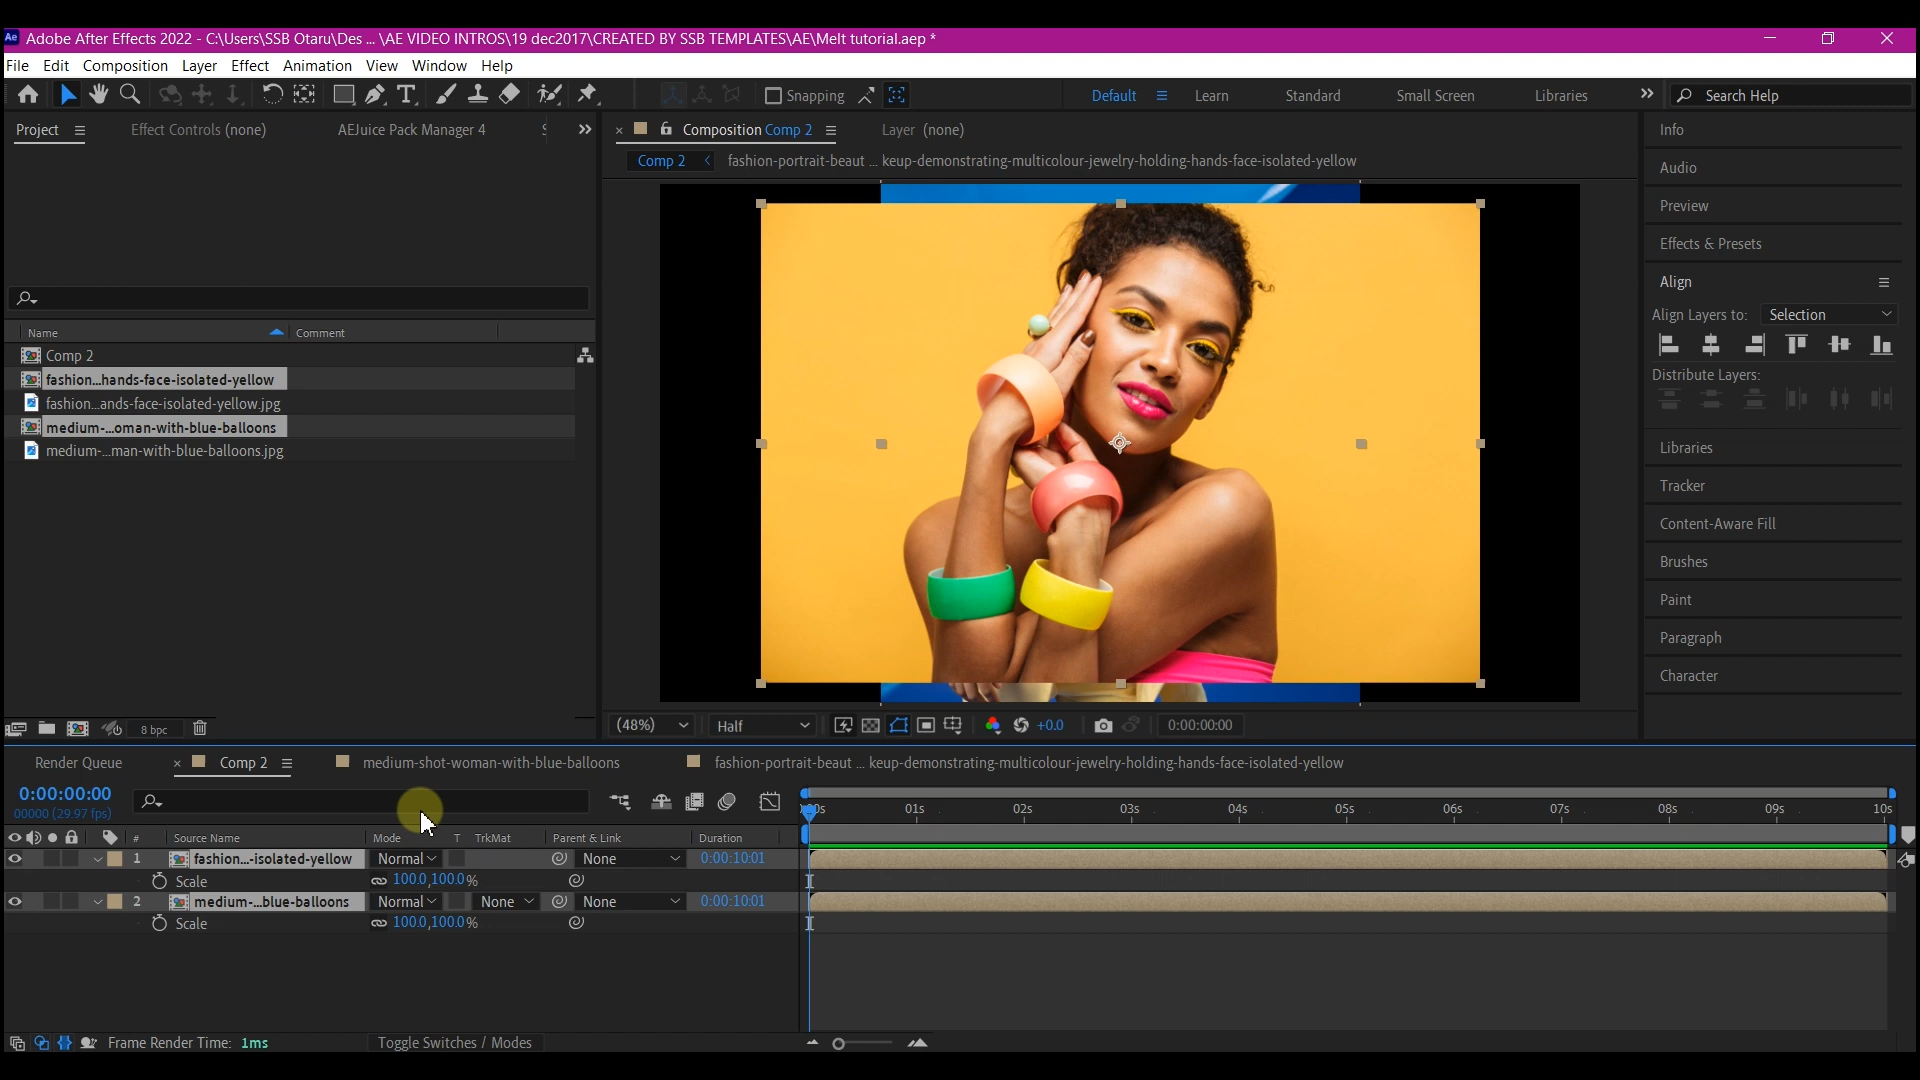 Ae Adobe After Effects 2022 - C:\Users\SSB Otaru\Des ... \AE VIDEO INTROS\19 dec2017\CREATED BY SSB TEMPLATES\AE\Melt tutorial.aep *
File Edit Composition Layer Effect Animation View Window Help
Snapping Default Learn Standard Small Screen Libraries Search Help
Project Effect Controls (none) AEJuice Pack Manager 4
Composition Comp 2 Layer (none)
Comp 2 fashion-portrait-beaut ... keup-demonstrating-multicolour-jewelry-holding-hands-face-isolated-yellow
Name Comment
Comp 2
fashion...hands-face-isolated-yellow
fashion...ands-face-isolated-yellow.jpg
medium-...oman-with-blue-balloons
medium-...man-with-blue-balloons.jpg
8 bpc
(48%) Half +0.0 0:00:00:00
Info
Audio
Preview
Effects & Presets
Align
Align Layers to: Selection
Distribute Layers:
Libraries
Tracker
Content-Aware Fill
Brushes
Paint
Paragraph
Character
Render Queue Comp 2 medium-shot-woman-with-blue-balloons fashion-portrait-beaut ... keup-demonstrating-multicolour-jewelry-holding-hands-face-isolated-yellow
0:00:00:00
00000 (29.97 fps)
01s 02s 03s 04s 05s 06s 07s 08s 09s 10s
# Source Name Mode T TrkMat Parent & Link Duration
1 fashion...-isolated-yellow Normal None 0:00:10:01
Scale 100.0,100.0%
2 medium-...blue-balloons Normal None None 0:00:10:01
Scale 100.0,100.0%
Frame Render Time: 1ms Toggle Switches / Modes